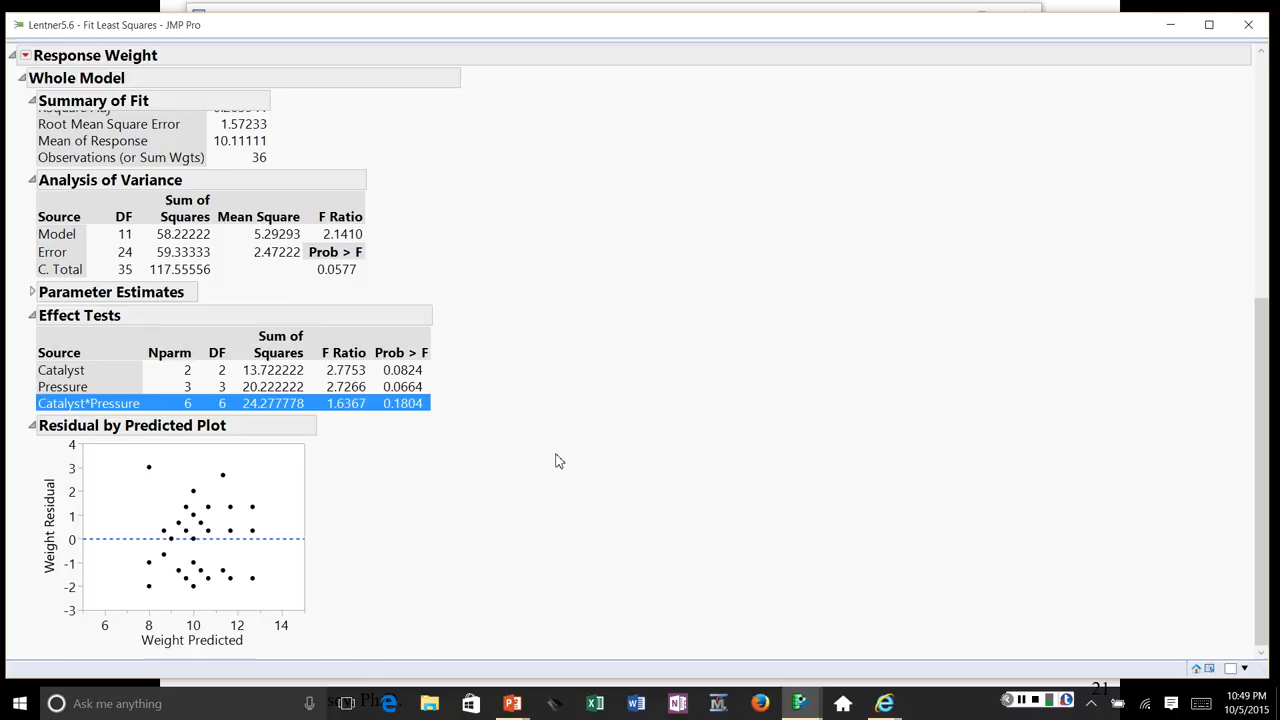 Lentner5.6 - Fit Least Squares - JMP Pro
Response Weight
Whole Model
Summary of Fit
Root Mean Square Error 1.57233
Mean of Response 10.11111
Observations (or Sum Wgts) 36
Analysis of Variance
Sum of
Source DF Squares Mean Square F Ratio
Model 11 58.22222 5.29293 2.1410
Error 24 59.33333 2.47222 Prob > F
C. Total 35 117.55556 0.0577
Parameter Estimates
Effect Tests
Sum of
Source Nparm DF Squares F Ratio Prob > F
Catalyst 2 2 13.722222 2.7753 0.0824
Pressure 3 3 20.222222 2.7266 0.0664
Catalyst*Pressure 6 6 24.277778 1.6367 0.1804
Residual by Predicted Plot
4
3
2
1
0
-1
-2
-3
Weight Residual
6 8 10 12 14
Weight Predicted
21
Ask me anything
10:49 PM
10/5/2015